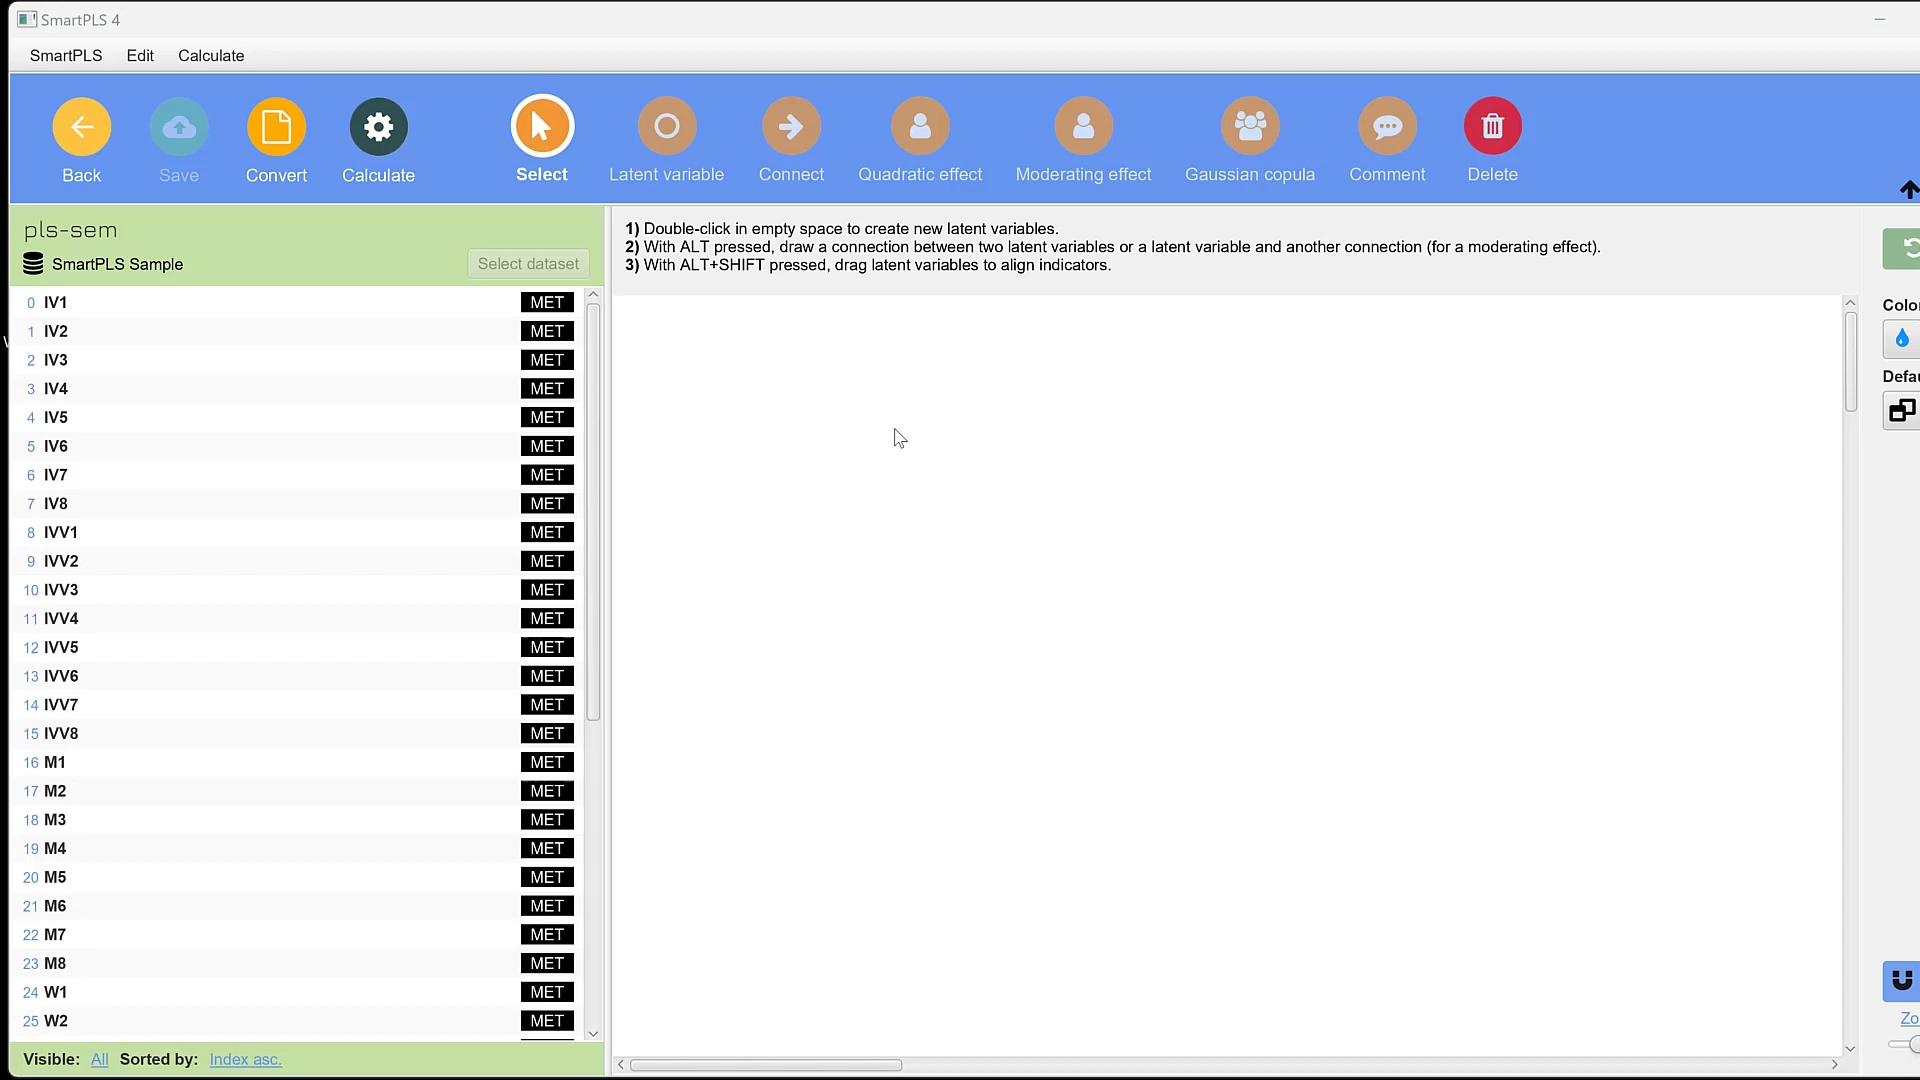 SmartPLS 4
SmartPLS Edit Calculate
Back Save Convert Calculate Select Latent variable Connect Quadratic effect Moderating effect Gaussian copula Comment Delete
pls-sem
SmartPLS Sample Select dataset
1) Double-click in empty space to create new latent variables.
2) With ALT pressed, draw a connection between two latent variables or a latent variable and another connection (for a moderating effect).
3) With ALT+SHIFT pressed, drag latent variables to align indicators.
0 IV1 MET
1 IV2 MET
2 IV3 MET
3 IV4 MET
4 IV5 MET
5 IV6 MET
6 IV7 MET
7 IV8 MET
8 IVV1 MET
9 IVV2 MET
10 IVV3 MET
11 IVV4 MET
12 IVV5 MET
13 IVV6 MET
14 IVV7 MET
15 IVV8 MET
16 M1 MET
17 M2 MET
18 M3 MET
19 M4 MET
20 M5 MET
21 M6 MET
22 M7 MET
23 M8 MET
24 W1 MET
25 W2 MET
Visible: All Sorted by: Index asc.